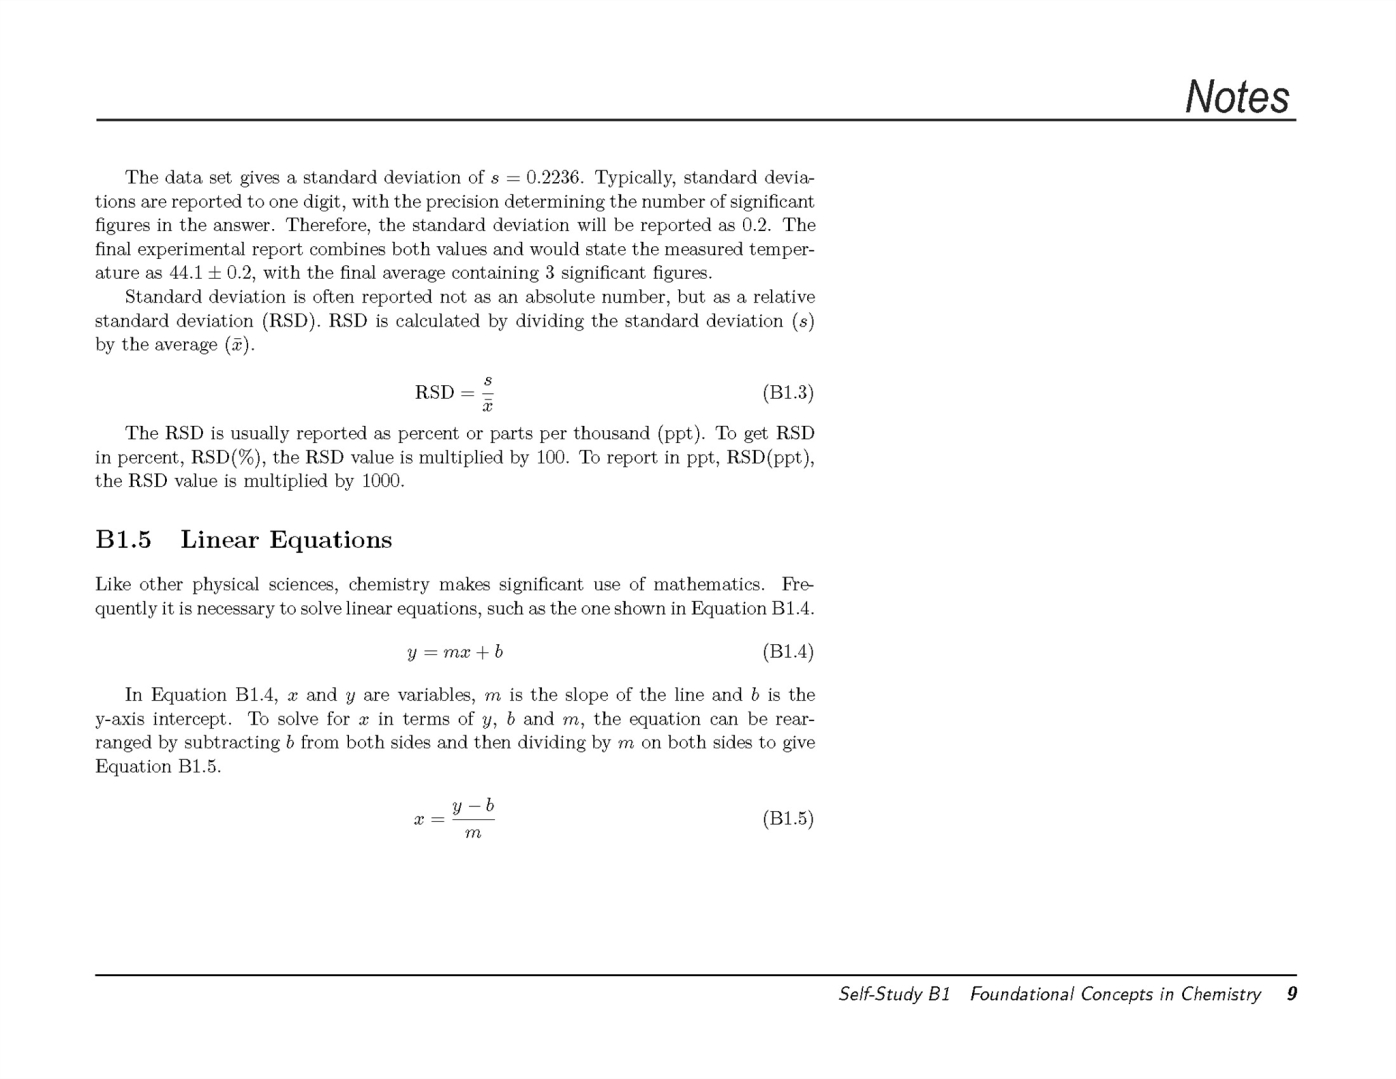 Notes
The data set gives a standard deviation of s = 0.2236. Typically, standard devia-
tions are reported to one digit, with the precision determining the number of significant
figures in the answer. Therefore, the standard deviation will be reported as 0.2. The
final experimental report combines both values and would state the measured temper-
ature as 44.1 ± 0.2, with the final average containing 3 significant figures.
Standard deviation is often reported not as an absolute number, but as a relative
standard deviation (RSD). RSD is calculated by dividing the standard deviation (s)
by the average (x̄).
RSD = s/x̄ (B1.3)
The RSD is usually reported as percent or parts per thousand (ppt). To get RSD
in percent, RSD(%), the RSD value is multiplied by 100. To report in ppt, RSD(ppt),
the RSD value is multiplied by 1000.
B1.5 Linear Equations
Like other physical sciences, chemistry makes significant use of mathematics. Fre-
quently it is necessary to solve linear equations, such as the one shown in Equation B1.4.
y = mx + b (B1.4)
In Equation B1.4, x and y are variables, m is the slope of the line and b is the
y-axis intercept. To solve for x in terms of y, b and m, the equation can be rear-
ranged by subtracting b from both sides and then dividing by m on both sides to give
Equation B1.5.
x = (y − b)/m (B1.5)
Self-Study B1 Foundational Concepts in Chemistry 9